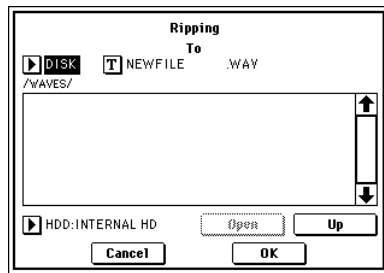 Ripping
To
DISK T NEWFILE .WAV
/WAVES/
HDD:INTERNAL HD Open Up
Cancel OK